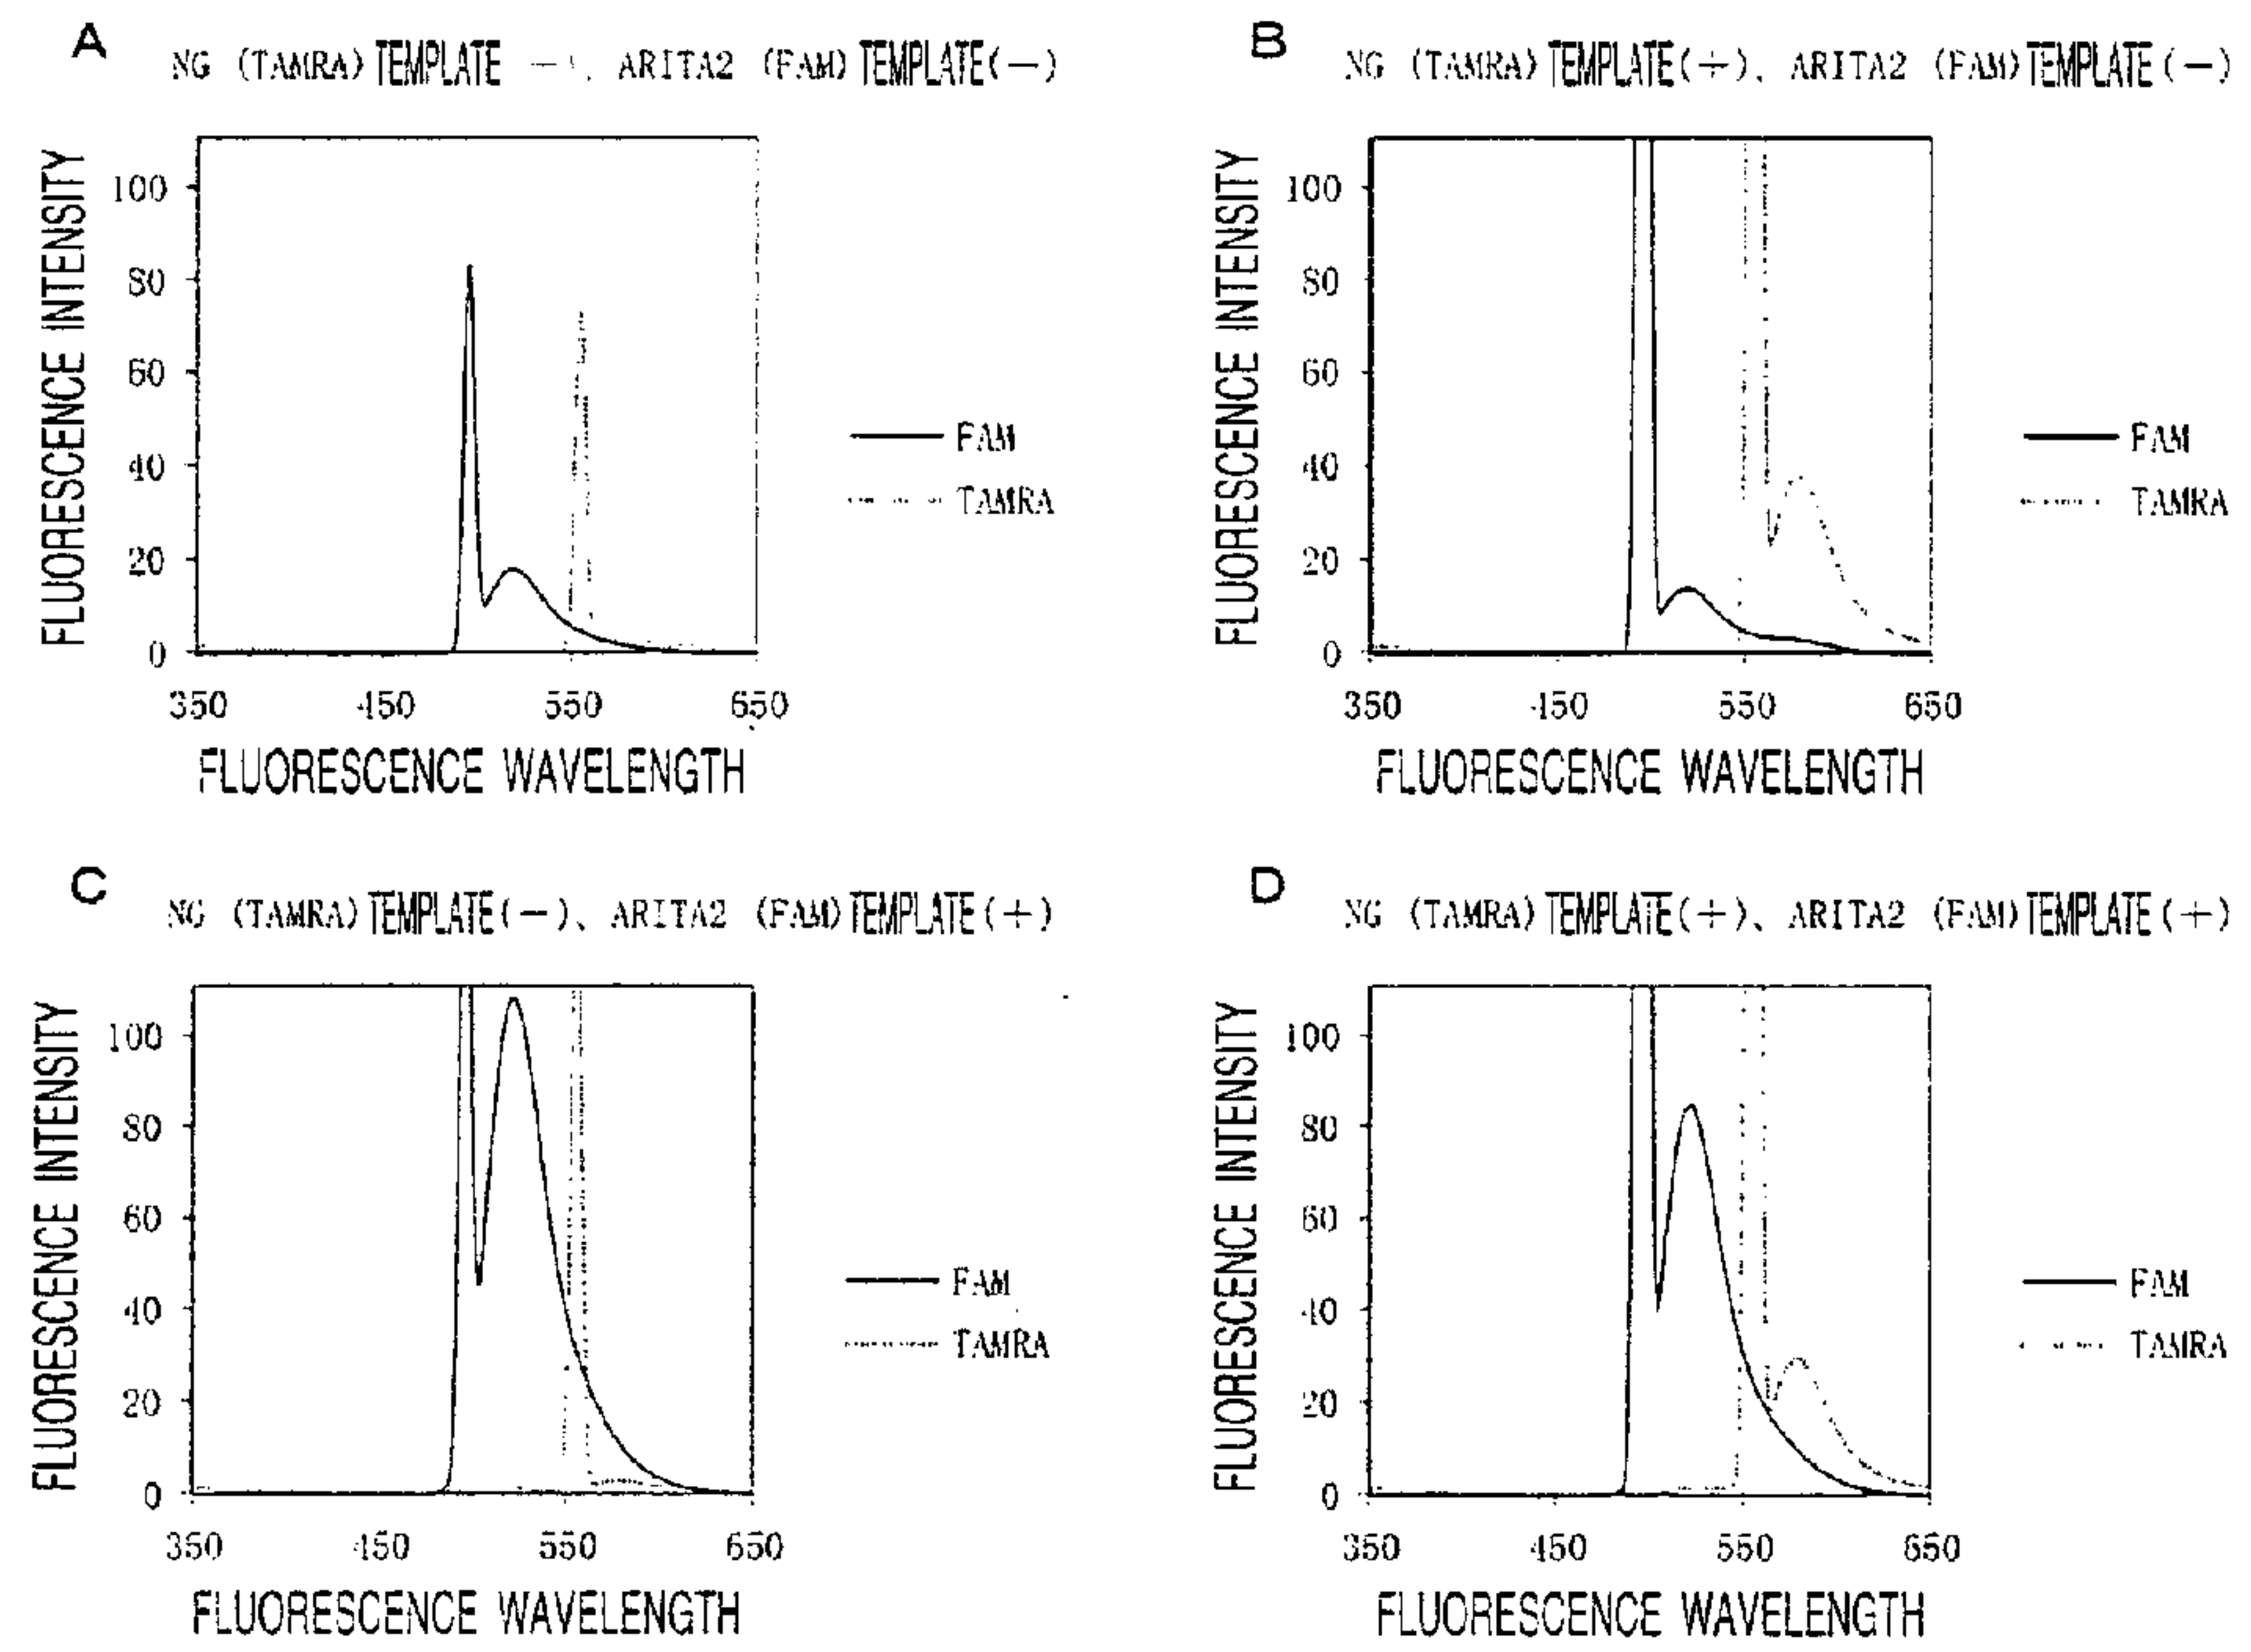 A
NG (TAMRA) TEMPLATE - 、 ARITA2 (FAM) TEMPLATE (-)
FLUORESCENCE INTENSITY
100
80
60
40
20
0
350 450 550 650
FLUORESCENCE WAVELENGTH
FAM
TAMRA
B
NG (TAMRA) TEMPLATE (+)、 ARITA2 (FAM) TEMPLATE (-)
FLUORESCENCE INTENSITY
100
80
60
40
20
0
350 450 550 650
FLUORESCENCE WAVELENGTH
FAM
TAMRA
C
NG (TAMRA) TEMPLATE (-)、 ARITA2 (FAM) TEMPLATE (+)
FLUORESCENCE INTENSITY
100
80
60
40
20
0
350 450 550 650
FLUORESCENCE WAVELENGTH
FAM
TAMRA
D
NG (TAMRA) TEMPLATE (+)、 ARITA2 (FAM) TEMPLATE (+)
FLUORESCENCE INTENSITY
100
80
60
40
20
0
350 450 550 650
FLUORESCENCE WAVELENGTH
FAM
TAMRA